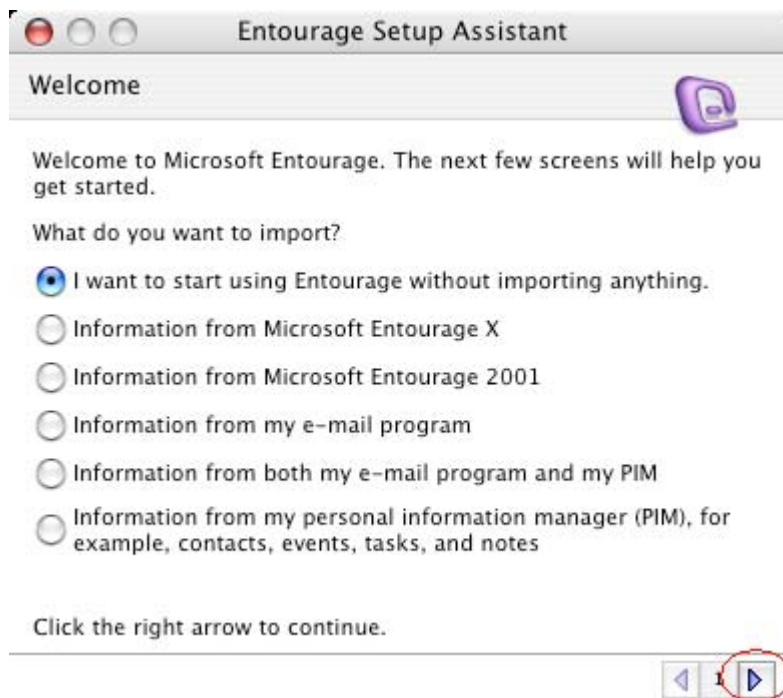 Entourage Setup Assistant
Welcome
Welcome to Microsoft Entourage. The next few screens will help you
get started.
What do you want to import?
I want to start using Entourage without importing anything.
Information from Microsoft Entourage X
Information from Microsoft Entourage 2001
Information from my e-mail program
Information from both my e-mail program and my PIM
Information from my personal information manager (PIM), for
example, contacts, events, tasks, and notes
Click the right arrow to continue.
1